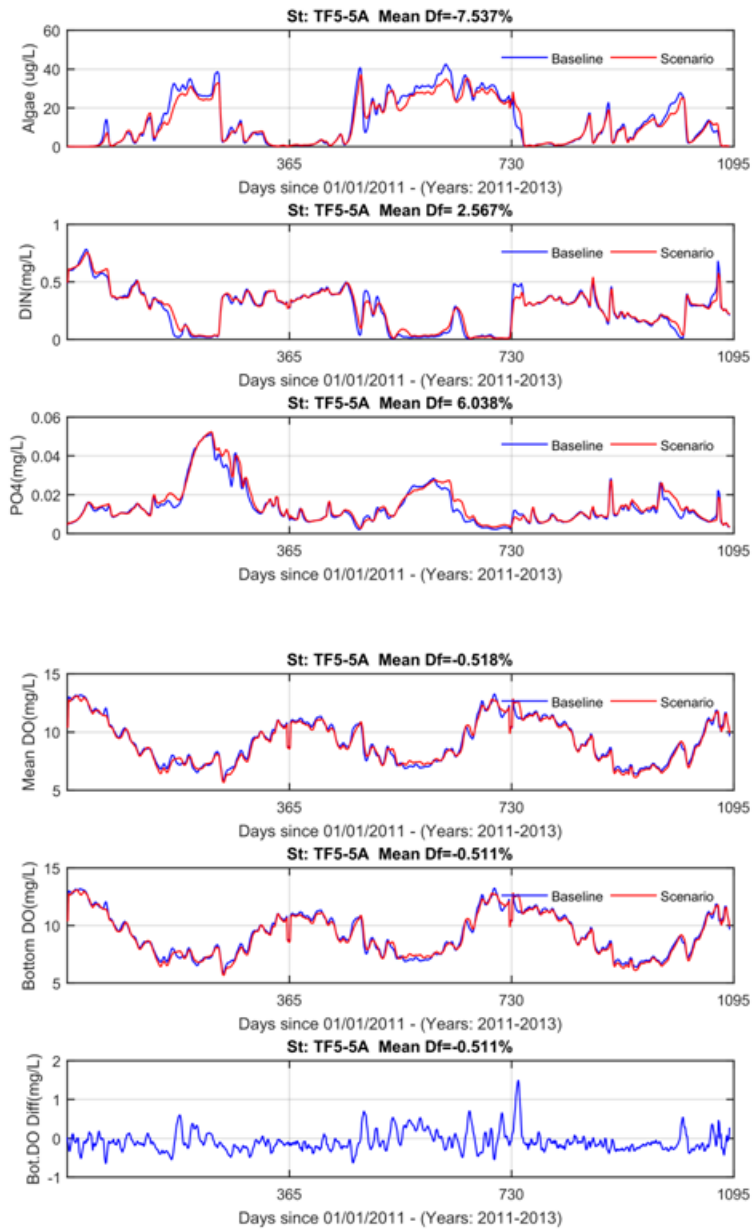 St: TF5-5A Mean Df=-7.537%
60
40
20
0
Algae (ug/L)
Baseline Scenario
365 730 1095
Days since 01/01/2011 - (Years: 2011-2013)
St: TF5-5A Mean Df= 2.567%
1
0.5
0
DIN(mg/L)
Baseline Scenario
365 730 1095
Days since 01/01/2011 - (Years: 2011-2013)
St: TF5-5A Mean Df= 6.038%
0.06
0.04
0.02
0
PO4(mg/L)
Baseline Scenario
365 730 1095
Days since 01/01/2011 - (Years: 2011-2013)
St: TF5-5A Mean Df=-0.518%
15
10
5
Mean DO(mg/L)
Baseline Scenario
365 730 1095
Days since 01/01/2011 - (Years: 2011-2013)
St: TF5-5A Mean Df=-0.511%
15
10
5
Bottom DO(mg/L)
Baseline Scenario
365 730 1095
Days since 01/01/2011 - (Years: 2011-2013)
St: TF5-5A Mean Df=-0.511%
2
1
0
-1
Bot.DO Diff(mg/L)
365 730 1095
Days since 01/01/2011 - (Years: 2011-2013)